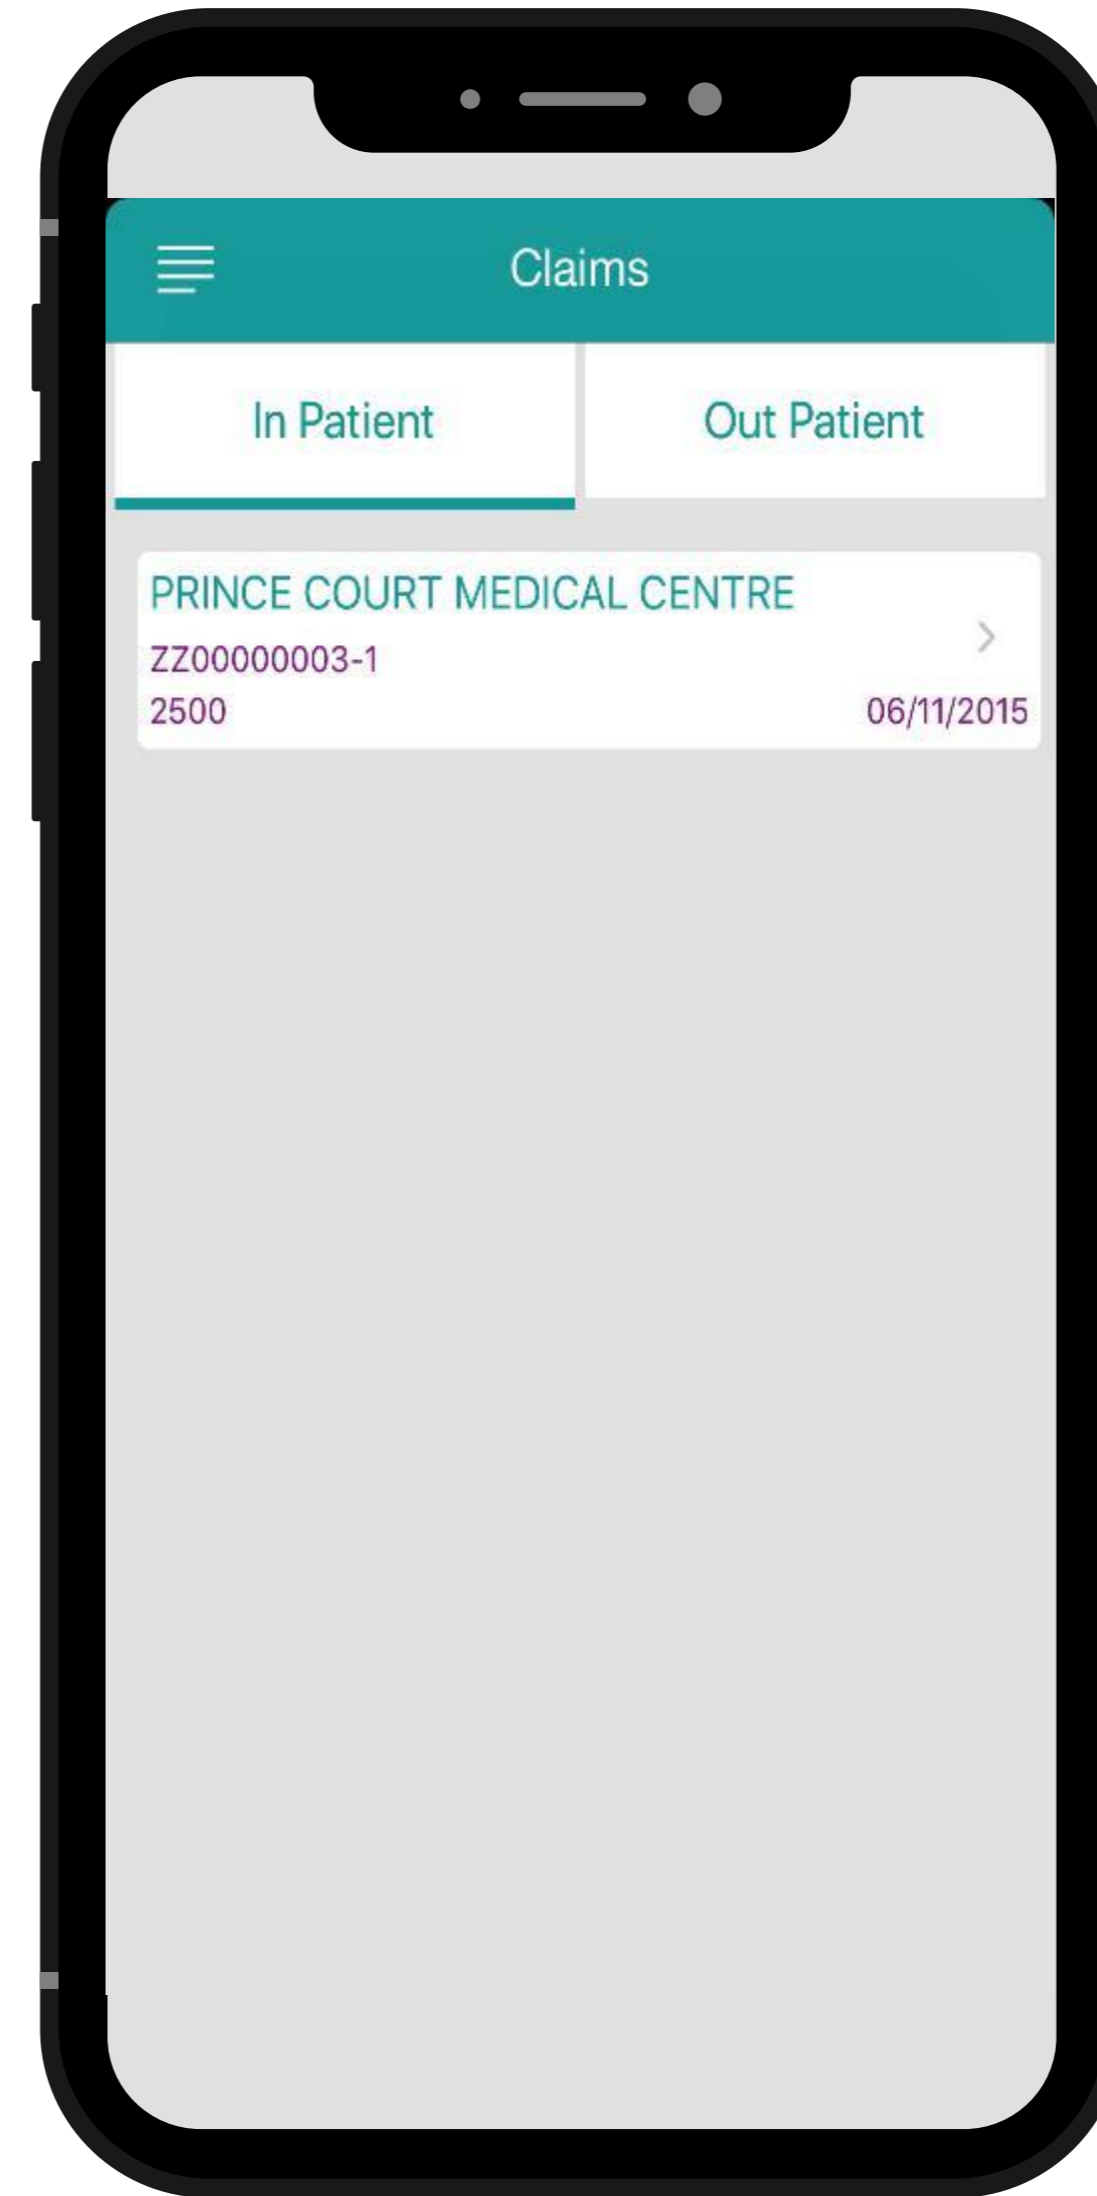 Claims
In Patient
Out Patient
PRINCE COURT MEDICAL CENTRE
ZZ00000003-1
2500
06/11/2015